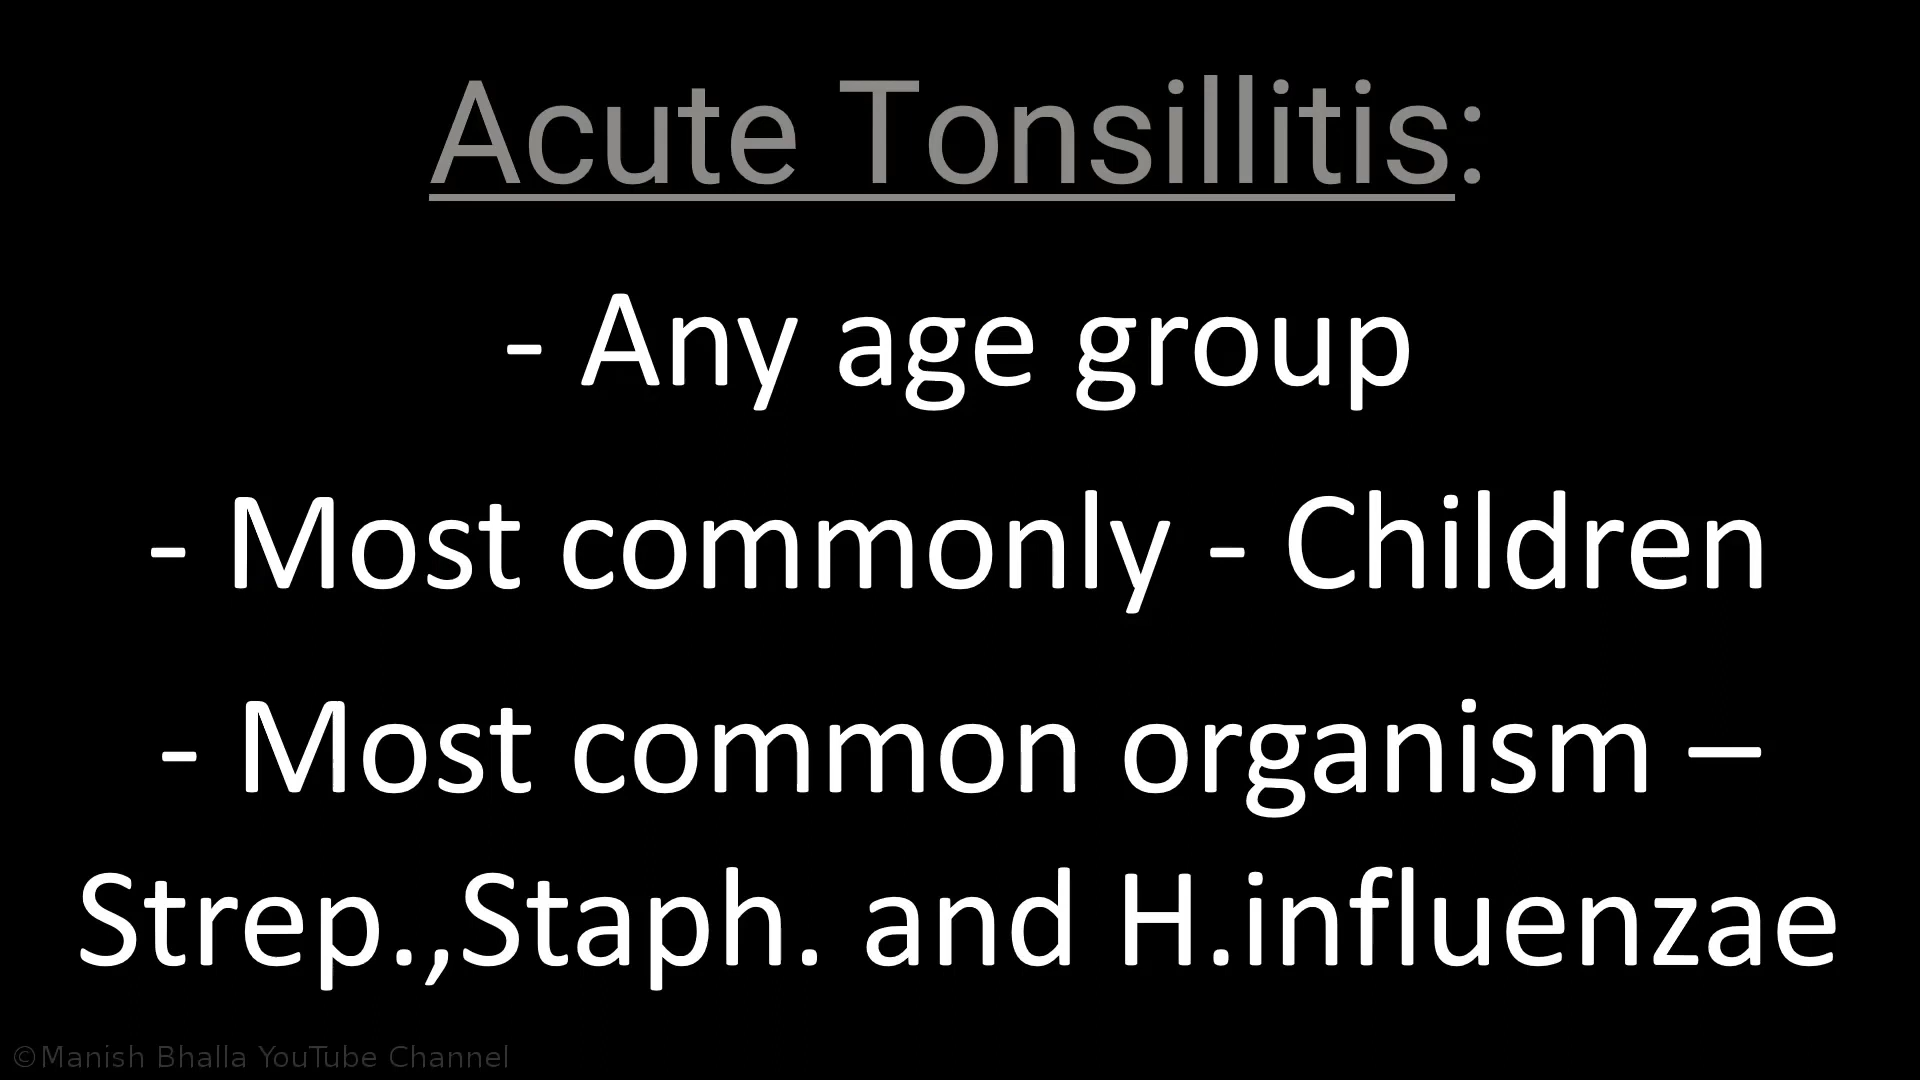 Acute Tonsillitis:
- Any age group
- Most commonly - Children
- Most common organism –
Strep.,Staph. and H.influenzae
©Manish Bhalla YouTube Channel